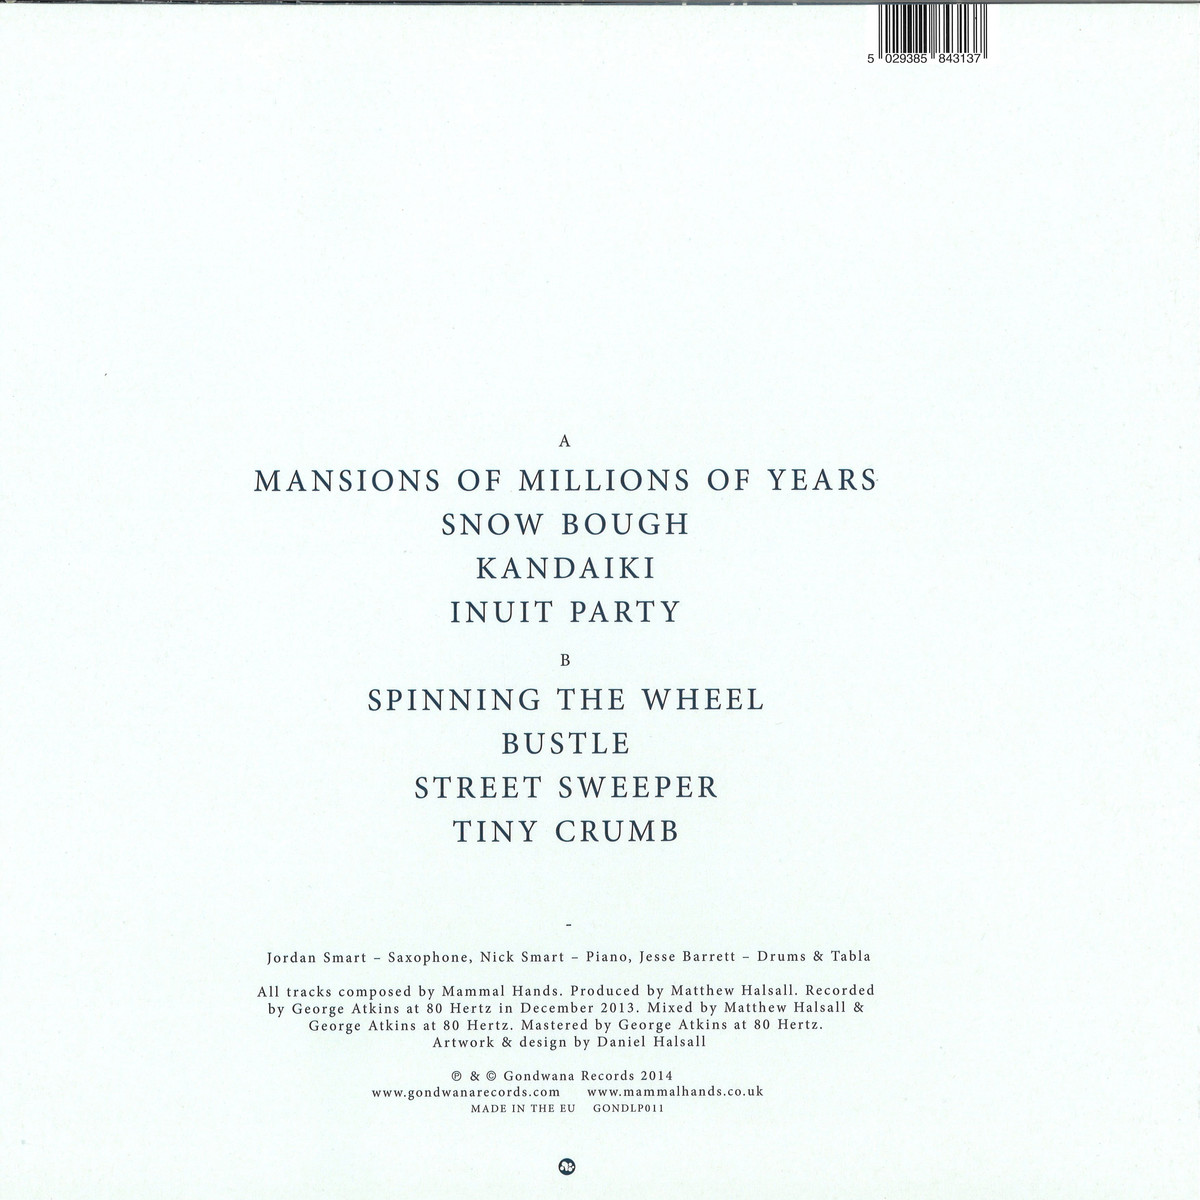 5 029385 843137
A
MANSIONS OF MILLIONS OF YEARS
SNOW BOUGH
KANDAIKI
INUIT PARTY
B
SPINNING THE WHEEL
BUSTLE
STREET SWEEPER
TINY CRUMB
-
Jordan Smart – Saxophone, Nick Smart – Piano, Jesse Barrett – Drums & Tabla
All tracks composed by Mammal Hands. Produced by Matthew Halsall. Recorded
by George Atkins at 80 Hertz in December 2013. Mixed by Matthew Halsall &
George Atkins at 80 Hertz. Mastered by George Atkins at 80 Hertz.
Artwork & design by Daniel Halsall
℗ & © Gondwana Records 2014
www.gondwanarecords.com www.mammalhands.co.uk
MADE IN THE EU GONDLP011